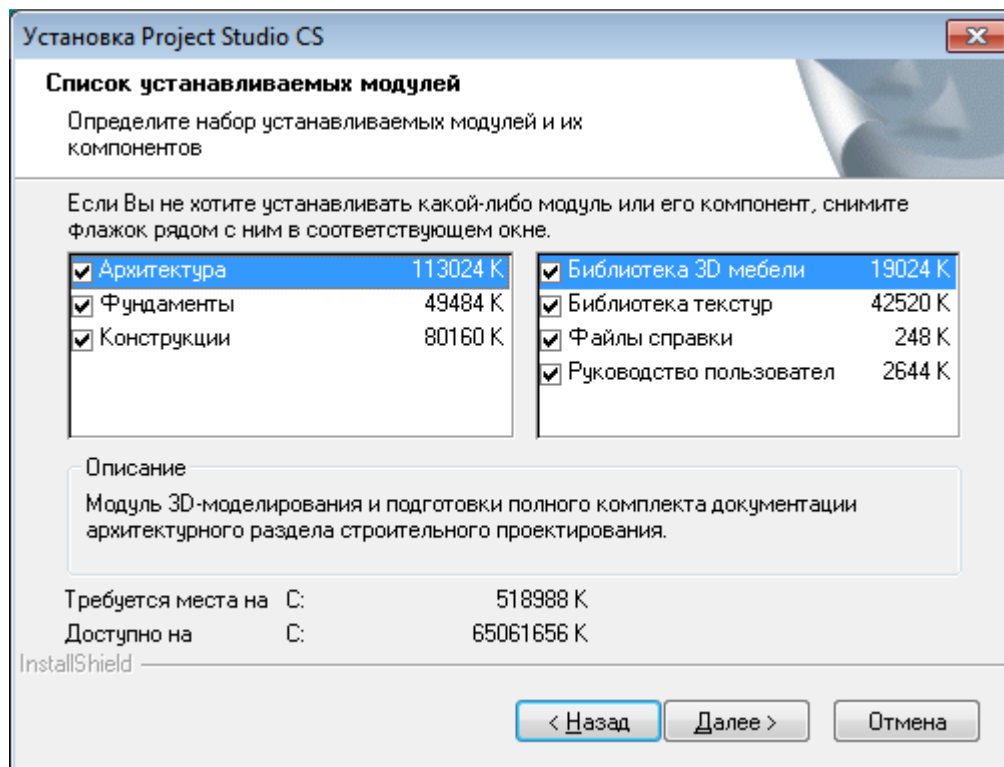 Установка Project Studio CS
Список устанавливаемых модулей
Определите набор устанавливаемых модулей и их
компонентов
Если Вы не хотите устанавливать какой-либо модуль или его компонент, снимите
флажок рядом с ним в соответствующем окне.
Архитектура 113024 K
Фундаменты 49484 K
Конструкции 80160 K
Библиотека 3D мебели 19024 K
Библиотека текстур 42520 K
Файлы справки 248 K
Руководство пользовател 2644 K
Описание
Модуль 3D-моделирования и подготовки полного комплекта документации
архитектурного раздела строительного проектирования.
Требуется места на C: 518988 K
Доступно на C: 65061656 K
InstallShield
< Назад Далее > Отмена